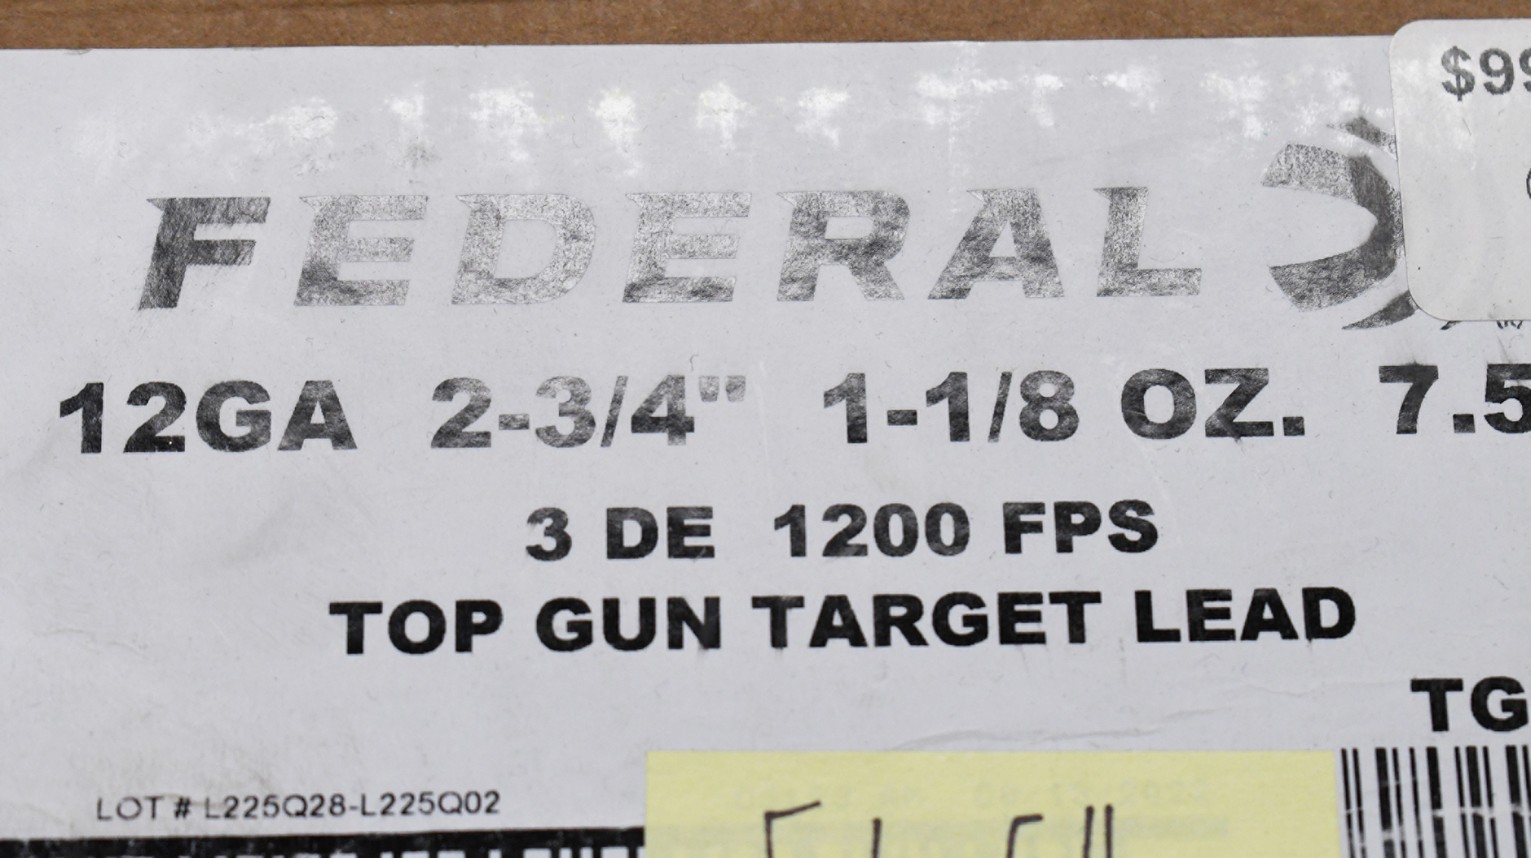 $99
FEDERAL
12GA 2-3/4" 1-1/8 OZ. 7.5
3 DE 1200 FPS
TOP GUN TARGET LEAD
TG
LOT # L225Q28-L225Q02